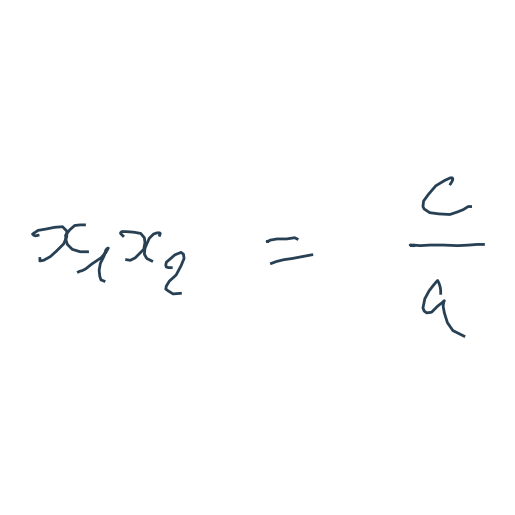 x₁x₂ = c/a